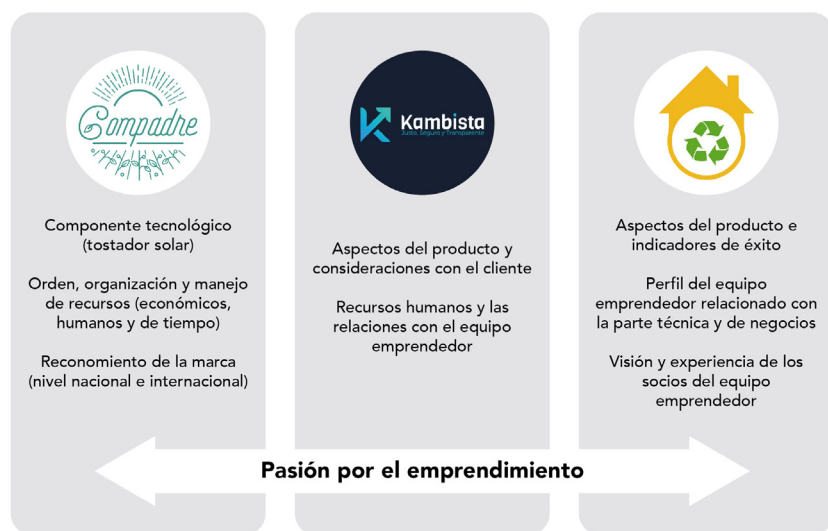 Compadre
Componente tecnológico
(tostador solar)
Orden, organización y manejo
de recursos (económicos,
humanos y de tiempo)
Reconomiento de la marca
(nivel nacional e internacional)
Kambista
Justo, Seguro y Transparente
Aspectos del producto y
consideraciones con el cliente
Recursos humanos y las
relaciones con el equipo
emprendedor
Aspectos del producto e
indicadores de éxito
Perfil del equipo
emprendedor relacionado con
la parte técnica y de negocios
Visión y experiencia de los
socios del equipo
emprendedor
Pasión por el emprendimiento